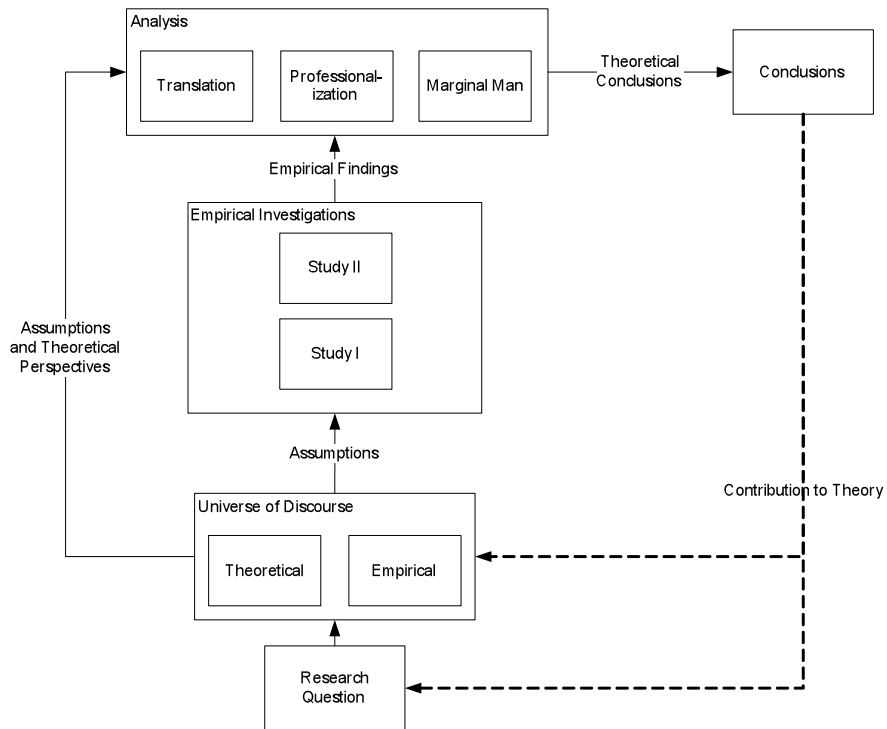 Analysis
Translation
Professional-
ization
Marginal Man
Theoretical
Conclusions
Conclusions
Empirical Findings
Empirical Investigations
Study II
Study I
Assumptions
and Theoretical
Perspectives
Assumptions
Contribution to Theory
Universe of Discourse
Theoretical
Empirical
Research
Question